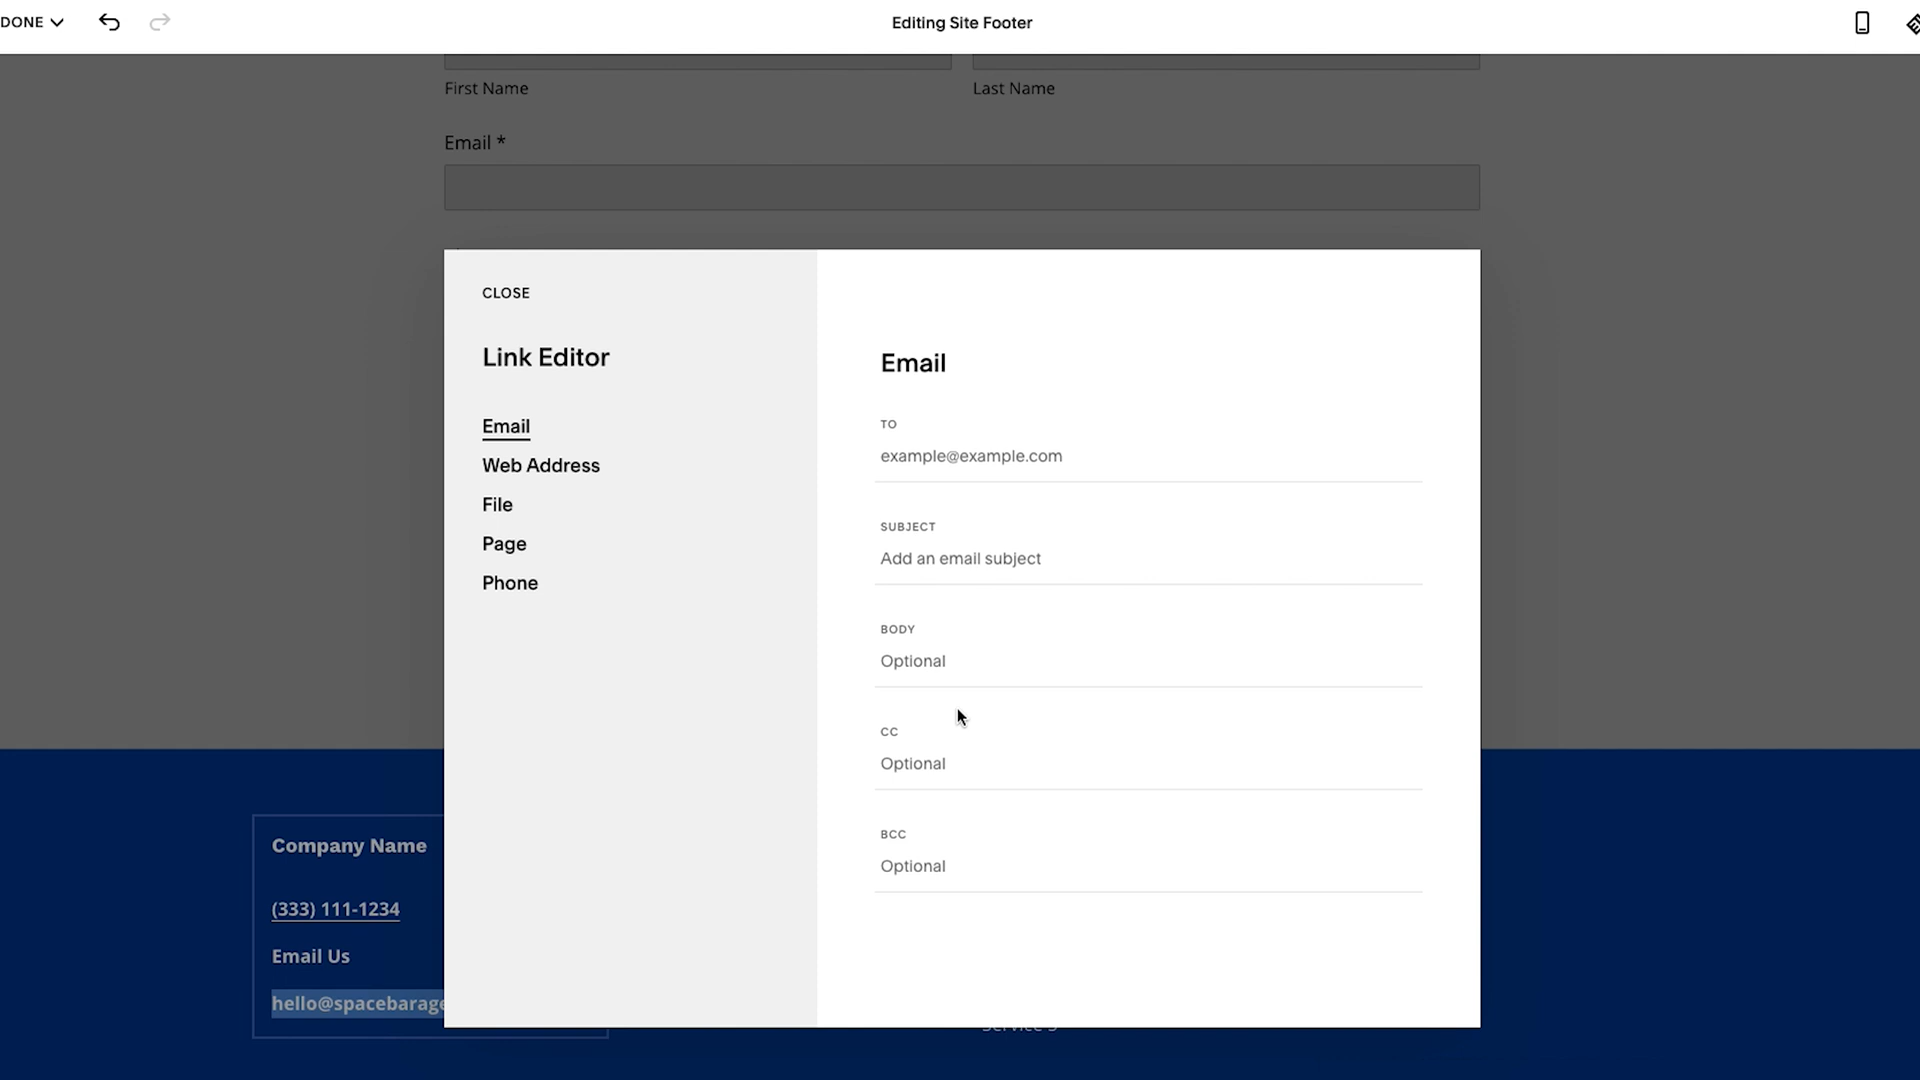 DONE
Editing Site Footer
First Name
Last Name
Email *
CLOSE
Link Editor
Email
Web Address
File
Page
Phone
Email
TO
example@example.com
SUBJECT
Add an email subject
BODY
Optional
CC
Optional
BCC
Optional
Company Name
(333) 111-1234
Email Us
hello@spacebarage